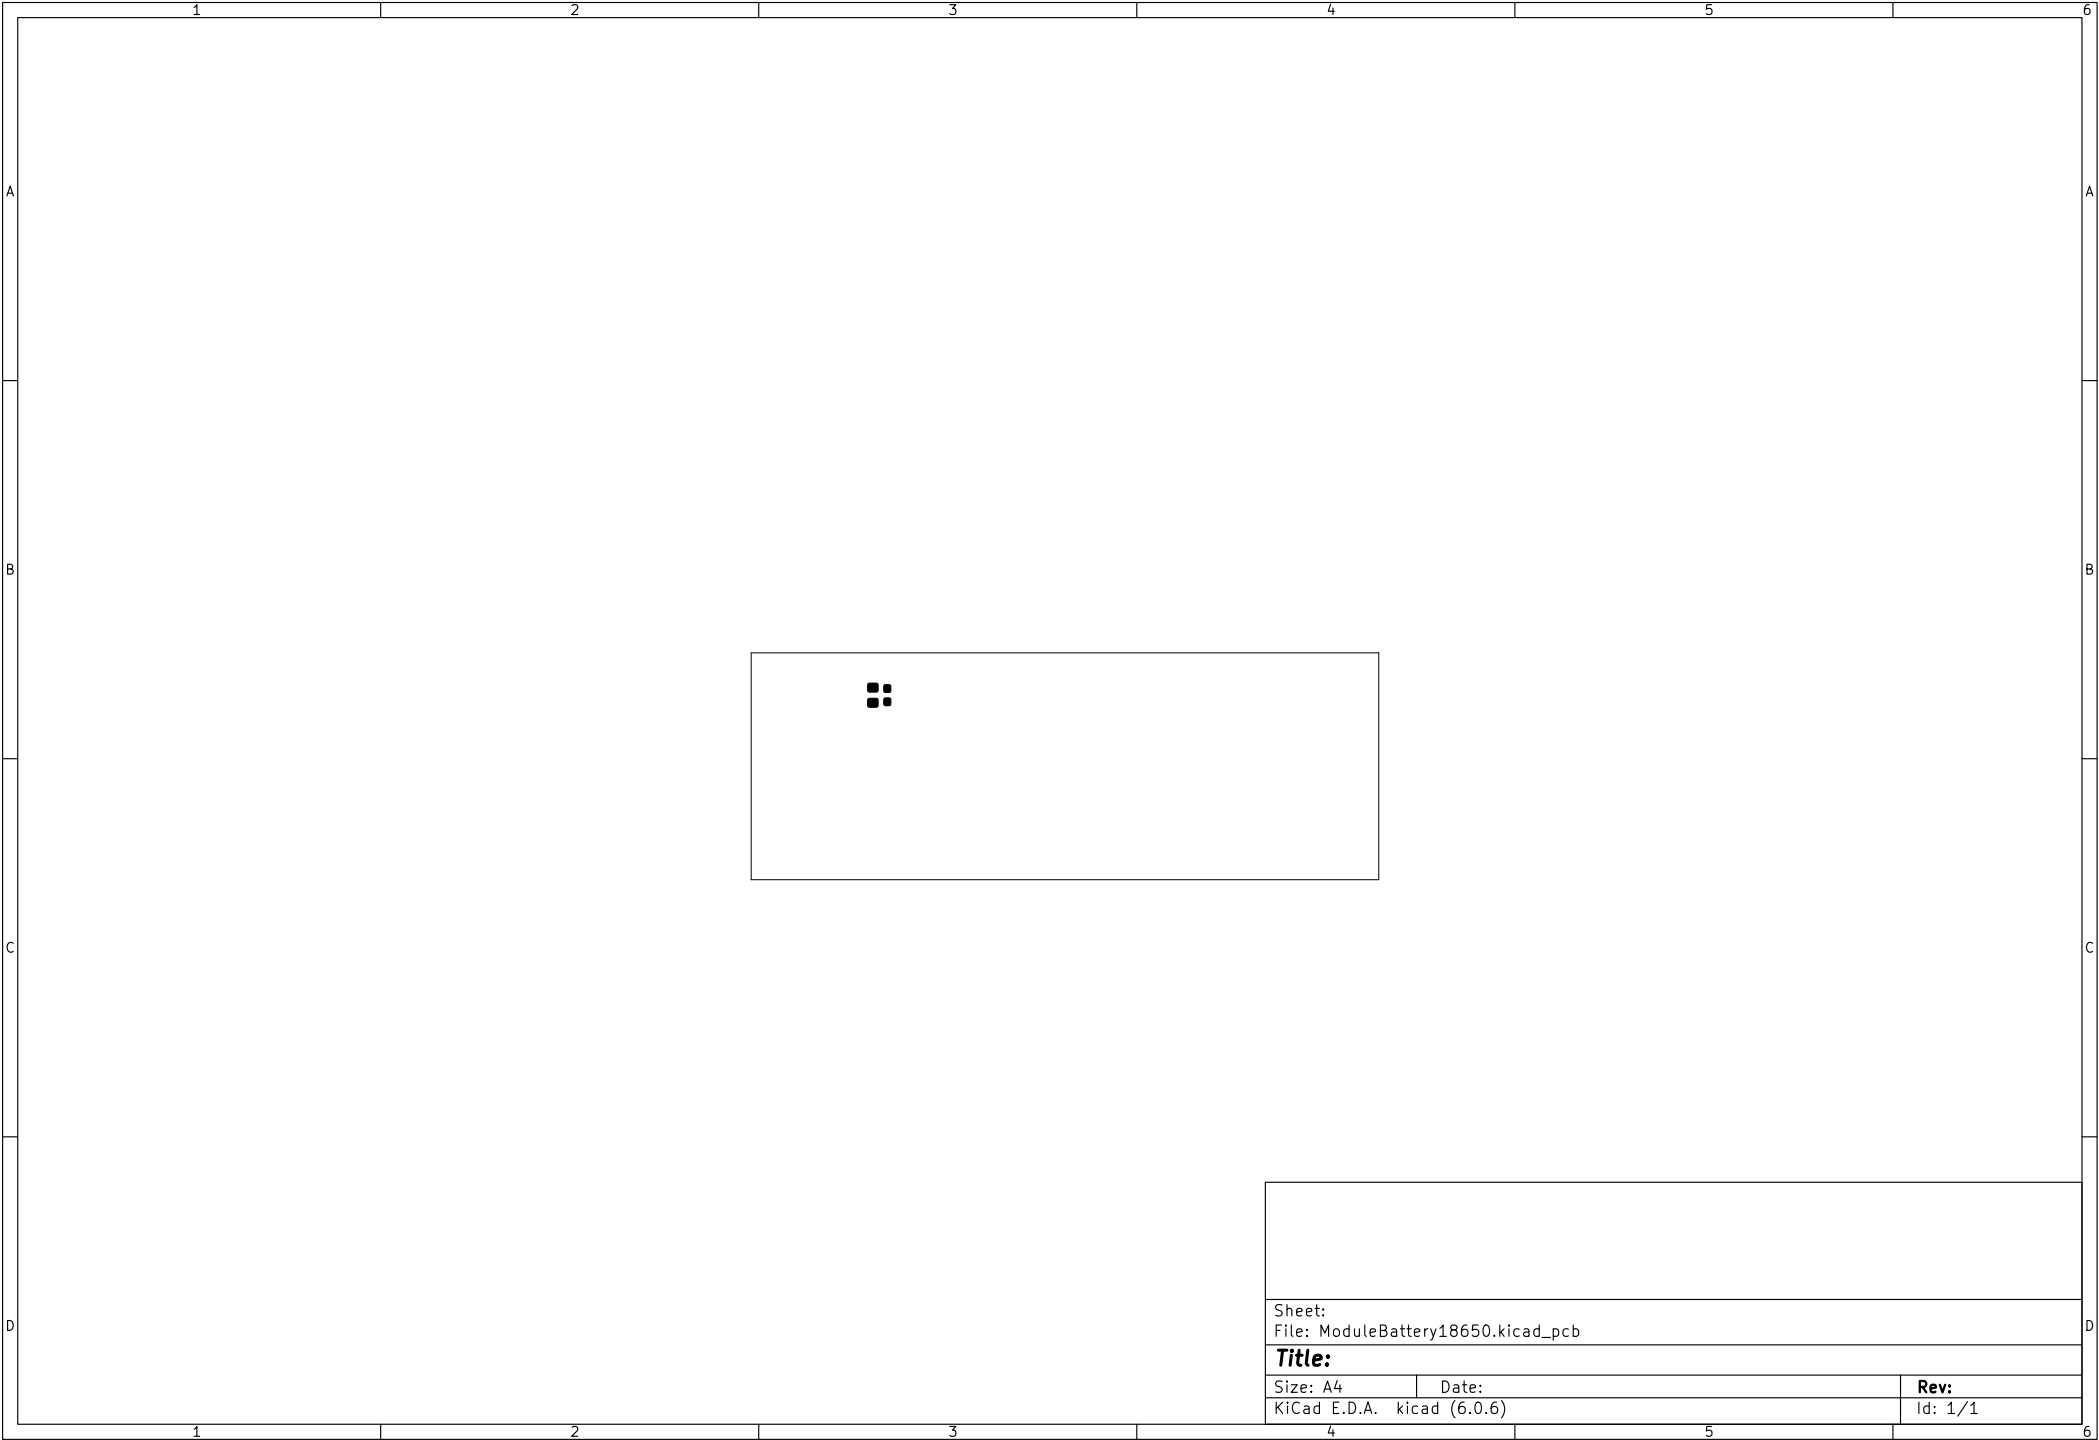 1 2 3 4 5 6
A A
B B
C C
Sheet:
File: ModuleBattery18650.kicad_pcb
D D
Title:
Size: A4 Date: Rev:
KiCad E.D.A. kicad (6.0.6) Id: 1/1
1 2 3 4 5 6